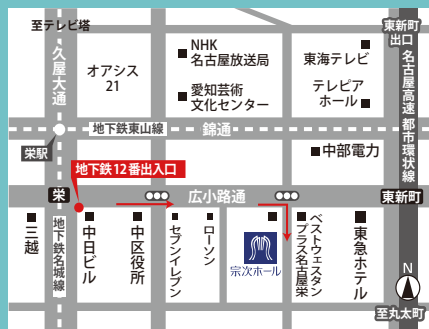 至テレビ塔
久屋大通
オアシス
21
NHK
名古屋放送局
愛知芸術
文化センター
東海テレビ
テレピア
ホール
東新町
出口
名古屋高速都市環状線
地下鉄東山線
錦通
栄駅
中部電力
地下鉄12番出入口
栄
広小路通
東新町
三越
地下鉄名城線
中日ビル
中区役所
セブンイレブン
ローソン
宗次ホール
ベストウェスタン
プラス名古屋栄
東急ホテル
N
至丸太町